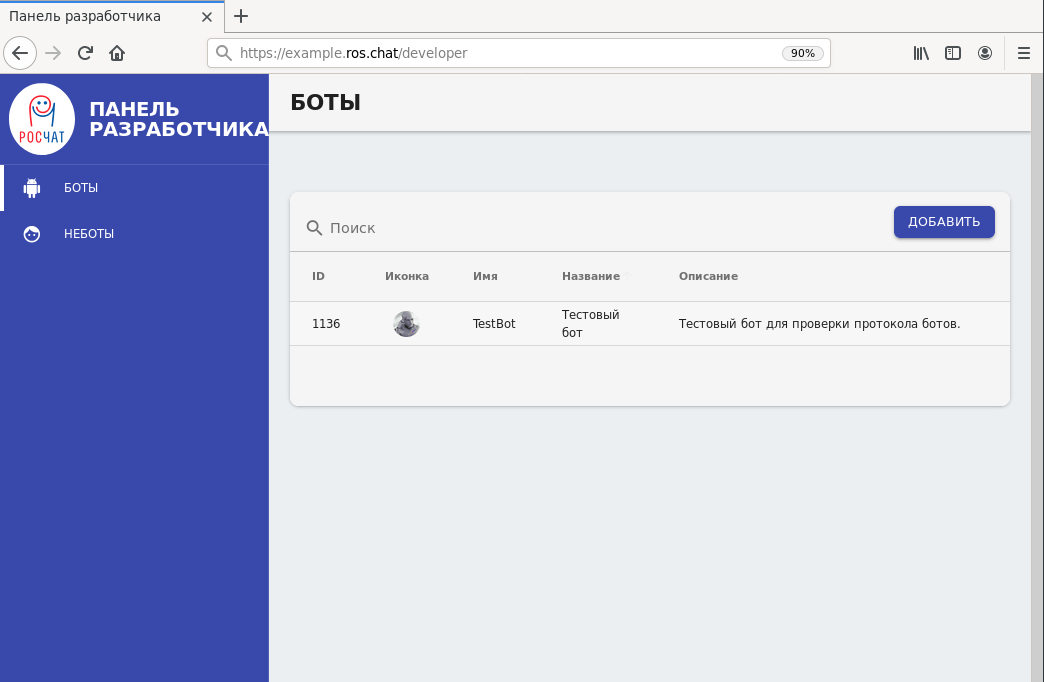 Панель разработчика
https://example.ros.chat/developer
90%
РОСЧАТ
ПАНЕЛЬ
РАЗРАБОТЧИКА
БОТЫ
НЕБОТЫ
БОТЫ
Поиск
ДОБАВИТЬ
ID Иконка Имя Название Описание
1136 TestBot Тестовый бот Тестовый бот для проверки протокола ботов.